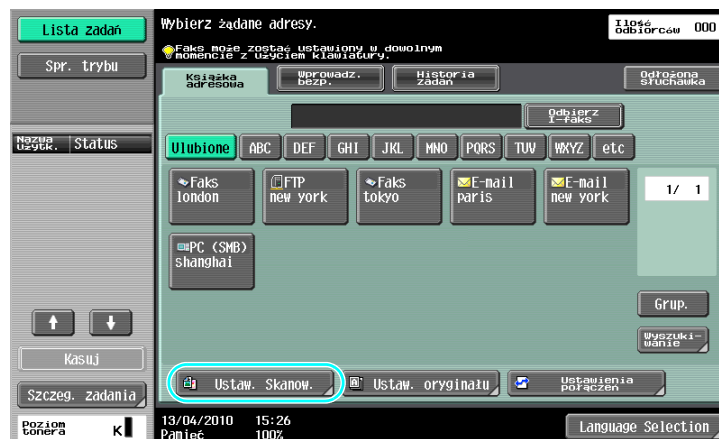 Lista zadań
Spr. trybu
Nazwa użytk.
Status
Kasuj
Szczeg. zadania
Poziom tonera
K
Wybierz żądane adresy.
Ilość odbiorców
000
Faks może zostać ustawiony w dowolnym
momencie z użyciem klawiatury.
Książka adresowa
Wprowadz. bezp.
Historia zadań
Odłożona słuchawka
Odbierz I-faks
Ulubione
ABC
DEF
GHI
JKL
MNO
PQRS
TUV
WXYZ
etc
Faks
london
FTP
new york
Faks
tokyo
E-mail
paris
E-mail
new york
1/ 1
PC (SMB)
shanghai
Grup.
Wyszuki-
wanie
Ustaw. Skanow.
Ustaw. oryginału
Ustawienia połączeń
13/04/2010 15:26
Pamięć 100%
Language Selection